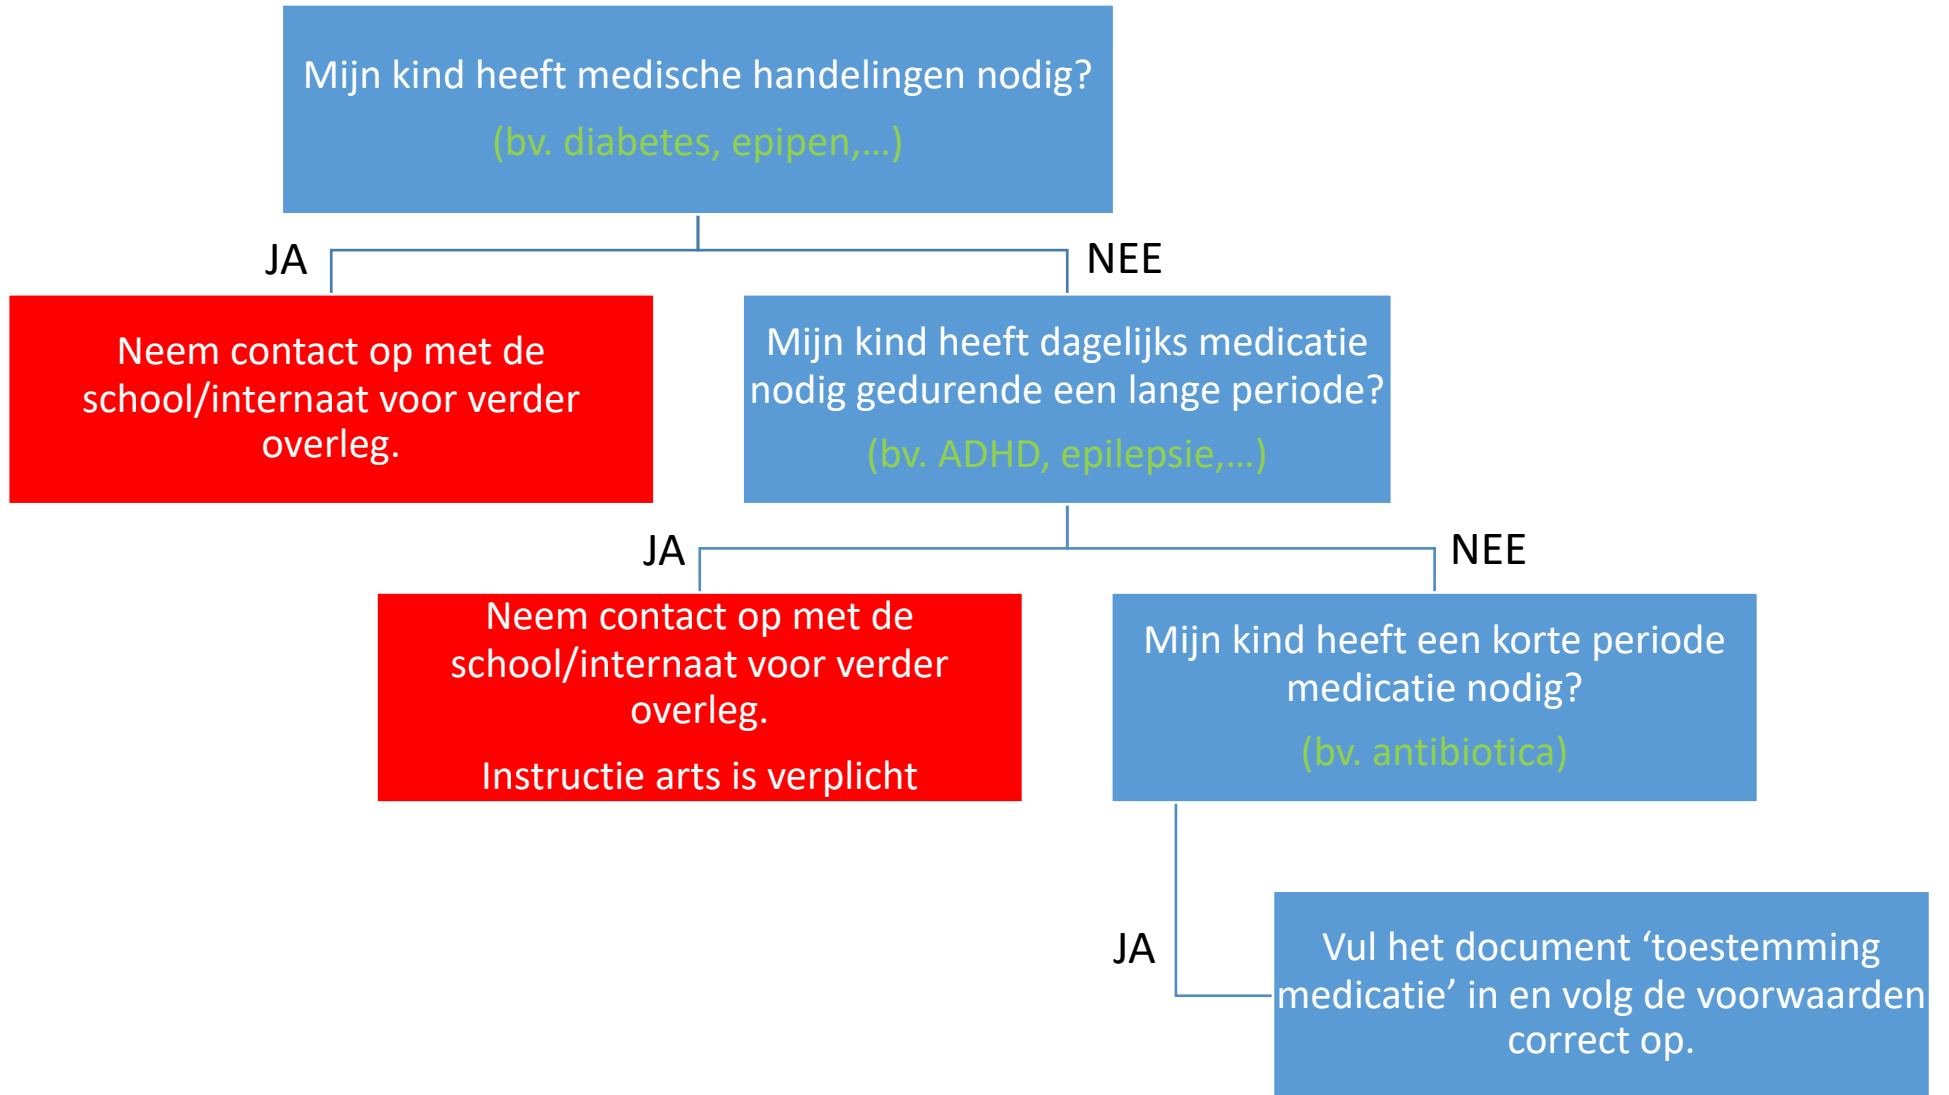 Mijn kind heeft medische handelingen nodig?
(bv. diabetes, epipen,…)
JA
NEE
Neem contact op met de
school/internaat voor verder
overleg.
Mijn kind heeft dagelijks medicatie
nodig gedurende een lange periode?
(bv. ADHD, epilepsie,…)
JA
NEE
Neem contact op met de
school/internaat voor verder
overleg.
Instructie arts is verplicht
Mijn kind heeft een korte periode
medicatie nodig?
(bv. antibiotica)
JA
Vul het document ‘toestemming
medicatie’ in en volg de voorwaarden
correct op.